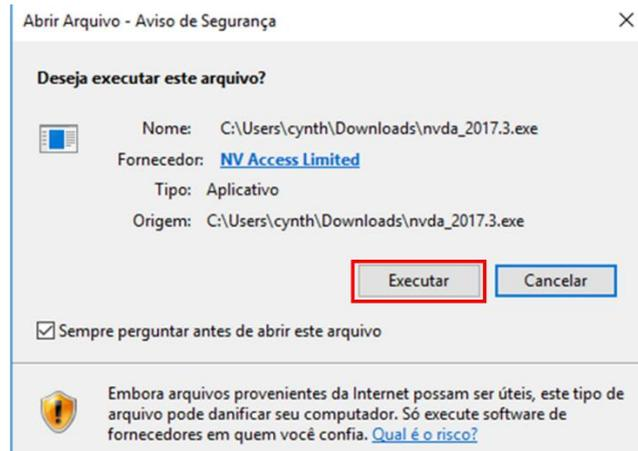 Abrir Arquivo - Aviso de Segurança
Deseja executar este arquivo?
Nome: C:\Users\cynth\Downloads\nvda_2017.3.exe
Fornecedor: NV Access Limited
Tipo: Aplicativo
Origem: C:\Users\cynth\Downloads\nvda_2017.3.exe
Executar Cancelar
Sempre perguntar antes de abrir este arquivo
Embora arquivos provenientes da Internet possam ser úteis, este tipo de
arquivo pode danificar seu computador. Só execute software de
fornecedores em quem você confia. Qual é o risco?